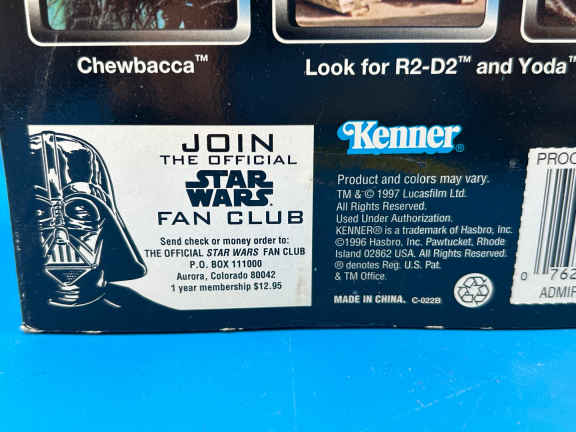 Chewbacca™
Look for R2-D2™ and Yoda™
JOIN
THE OFFICIAL
STAR
WARS®
FAN CLUB
Send check or money order to:
THE OFFICIAL STAR WARS FAN CLUB
P.O. BOX 111000
Aurora, Colorado 80042
1 year membership $12.95
Kenner®
Product and colors may vary.
TM & © 1997 Lucasfilm Ltd.
All Rights Reserved.
Used Under Authorization.
KENNER® is a trademark of Hasbro, Inc.
©1996 Hasbro, Inc. Pawtucket, Rhode
Island 02862 USA. All Rights Reserved.
® denotes Reg. U.S. Pat.
& TM Office.
MADE IN CHINA. C-022B
PROO
0 762
ADMIR